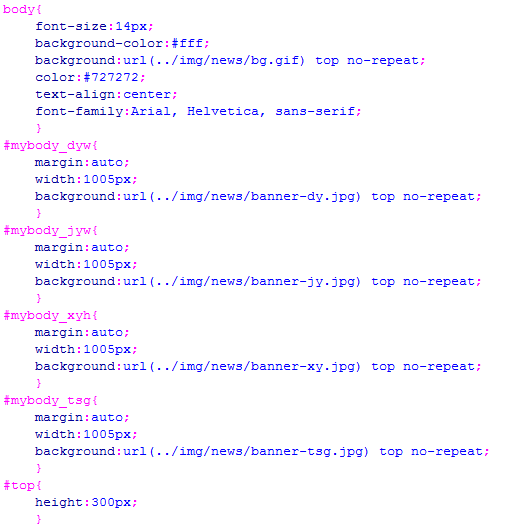 body{
font-size:14px;
background-color:#fff;
background:url(../img/news/bg.gif) top no-repeat;
color:#727272;
text-align:center;
font-family:Arial, Helvetica, sans-serif;
}
#mybody_dyw{
margin:auto;
width:1005px;
background:url(../img/news/banner-dy.jpg) top no-repeat;
}
#mybody_jyw{
margin:auto;
width:1005px;
background:url(../img/news/banner-jy.jpg) top no-repeat;
}
#mybody_xyh{
margin:auto;
width:1005px;
background:url(../img/news/banner-xy.jpg) top no-repeat;
}
#mybody_tsg{
margin:auto;
width:1005px;
background:url(../img/news/banner-tsg.jpg) top no-repeat;
}
#top{
height:300px;
}